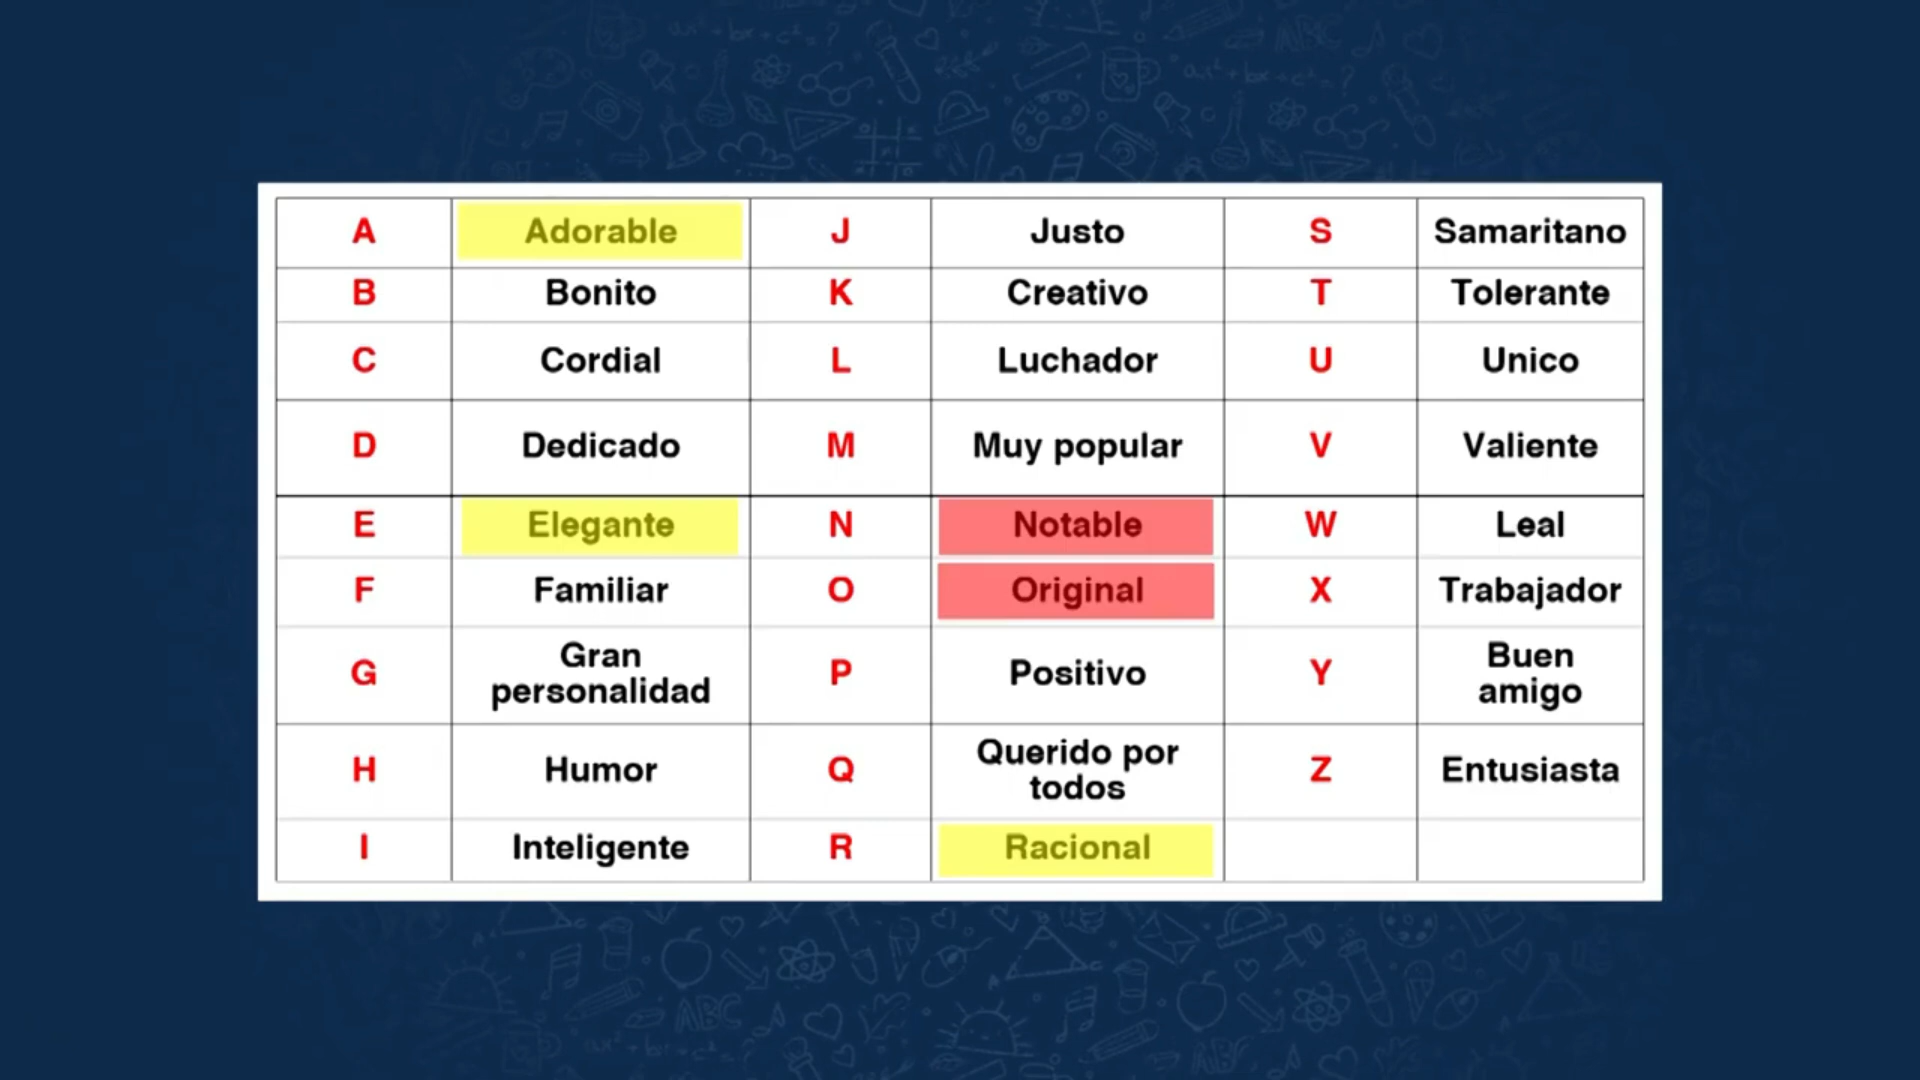 A Adorable J Justo S Samaritano
B Bonito K Creativo T Tolerante
C Cordial L Luchador U Unico
D Dedicado M Muy popular V Valiente
E Elegante N Notable W Leal
F Familiar O Original X Trabajador
G Gran personalidad P Positivo Y Buen amigo
H Humor Q Querido por todos Z Entusiasta
I Inteligente R Racional